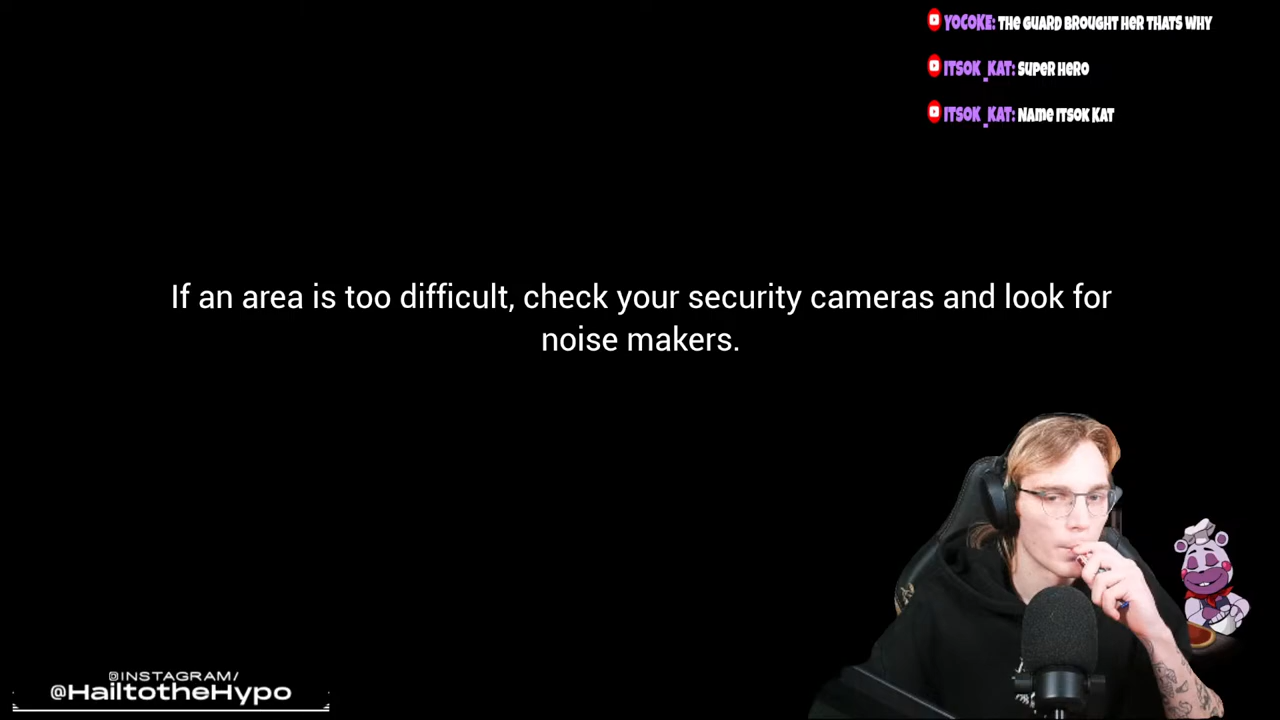 YOCOKE: THE GUARD BROUGHT HER THATS WHY
ITSOK_KAT: SUPER HERO
ITSOK_KAT: NAME ITSOK KAT
If an area is too difficult, check your security cameras and look for
noise makers.
INSTAGRAM/
@HailtotheHypo